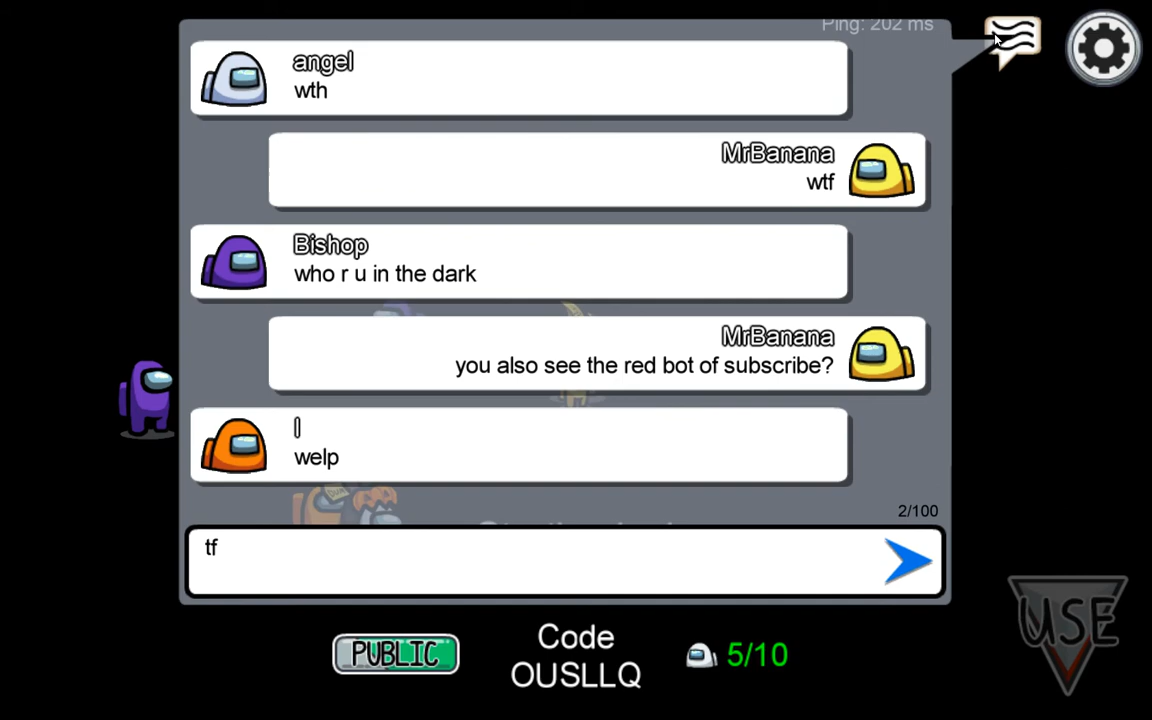 Ping: 202 ms
angel
wth
MrBanana
wtf
Bishop
who r u in the dark
MrBanana
you also see the red bot of subscribe?
l
welp
2/100
tf
PUBLIC
Code
OUSLLQ
5/10
USE